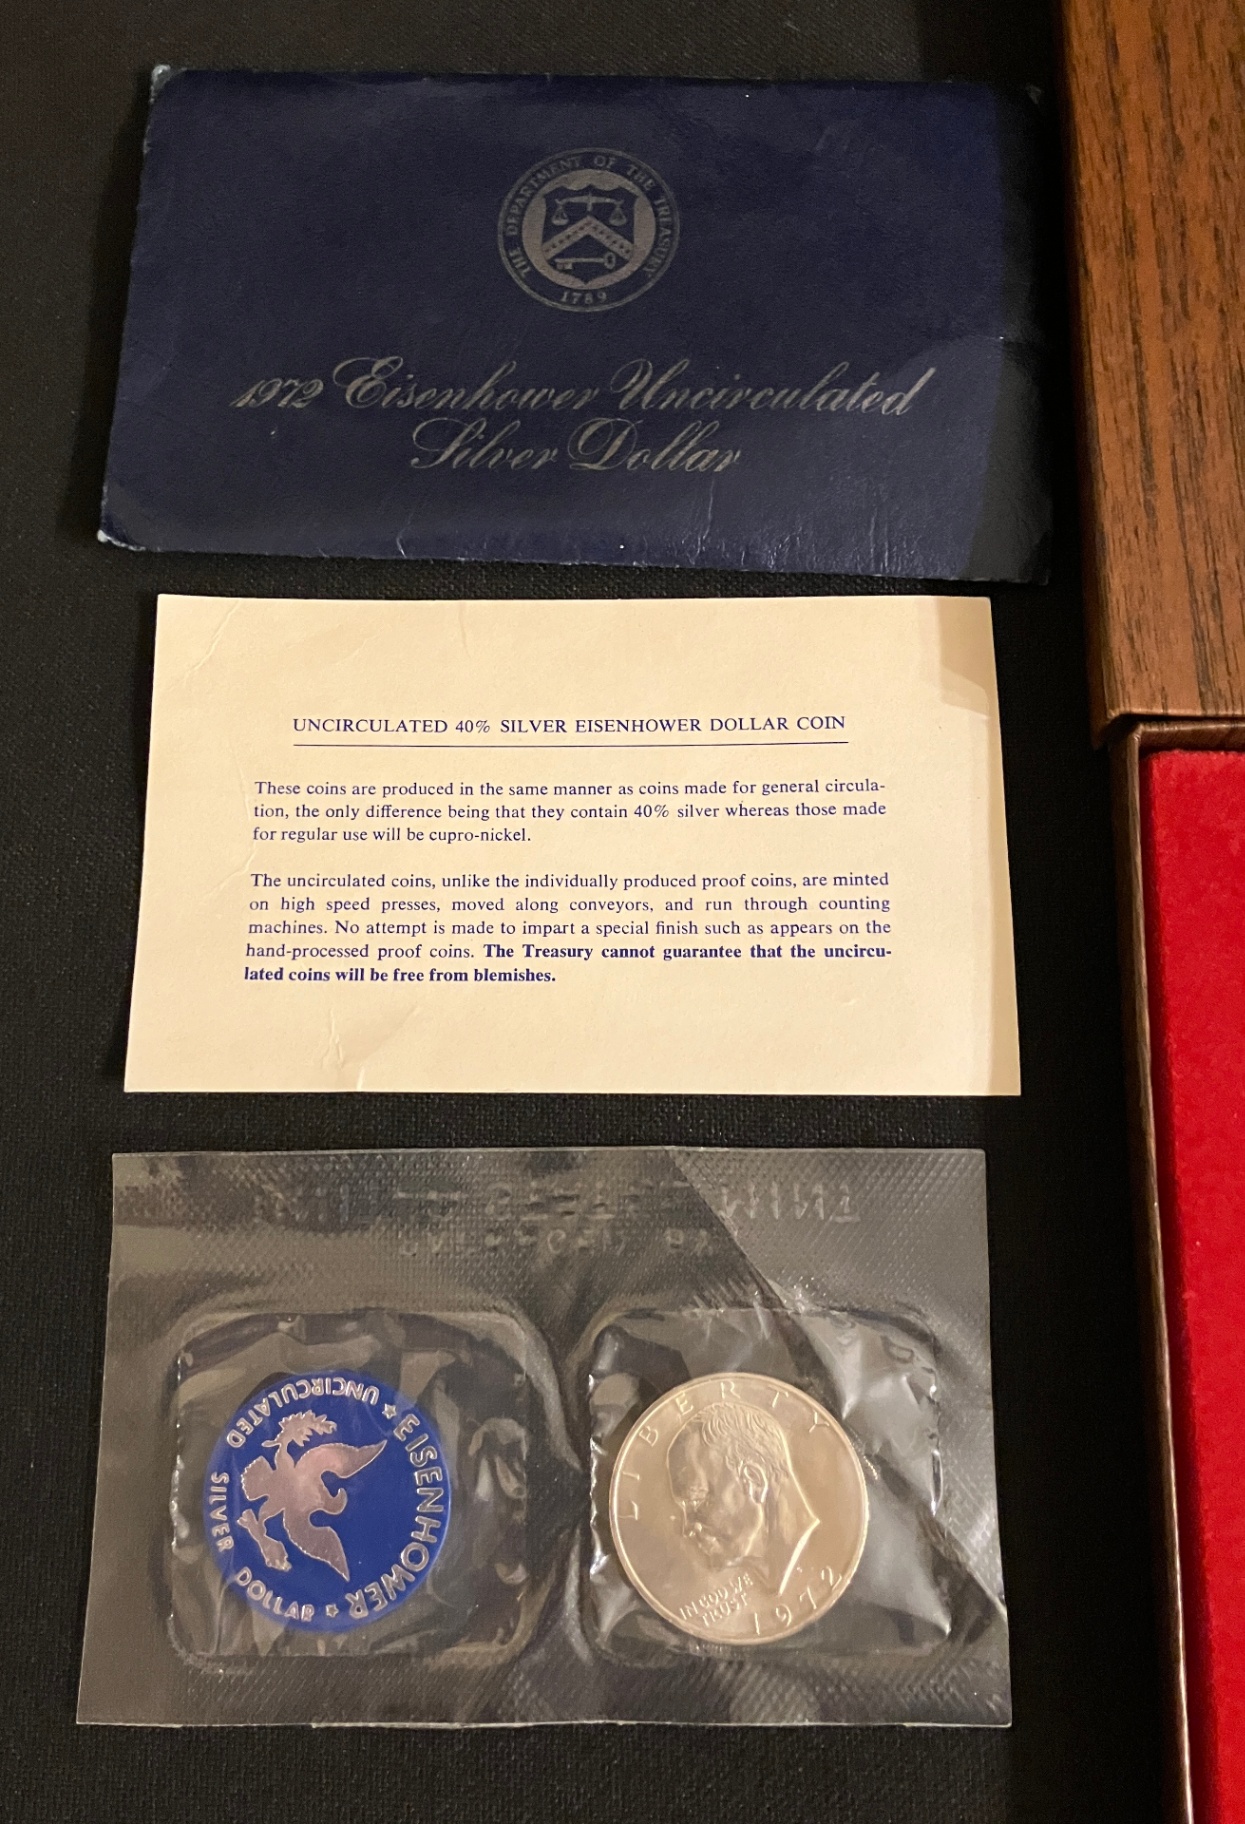 THE DEPARTMENT OF THE TREASURY
1789
1972 Eisenhower Uncirculated
Silver Dollar
UNCIRCULATED 40% SILVER EISENHOWER DOLLAR COIN
These coins are produced in the same manner as coins made for general circula-
tion, the only difference being that they contain 40% silver whereas those made
for regular use will be cupro-nickel.
The uncirculated coins, unlike the individually produced proof coins, are minted
on high speed presses, moved along conveyors, and run through counting
machines. No attempt is made to impart a special finish such as appears on the
hand-processed proof coins. The Treasury cannot guarantee that the uncircu-
lated coins will be free from blemishes.
EISENHOWER
UNCIRCULATED SILVER DOLLAR
LIBERTY
IN GOD WE
TRUST
1972